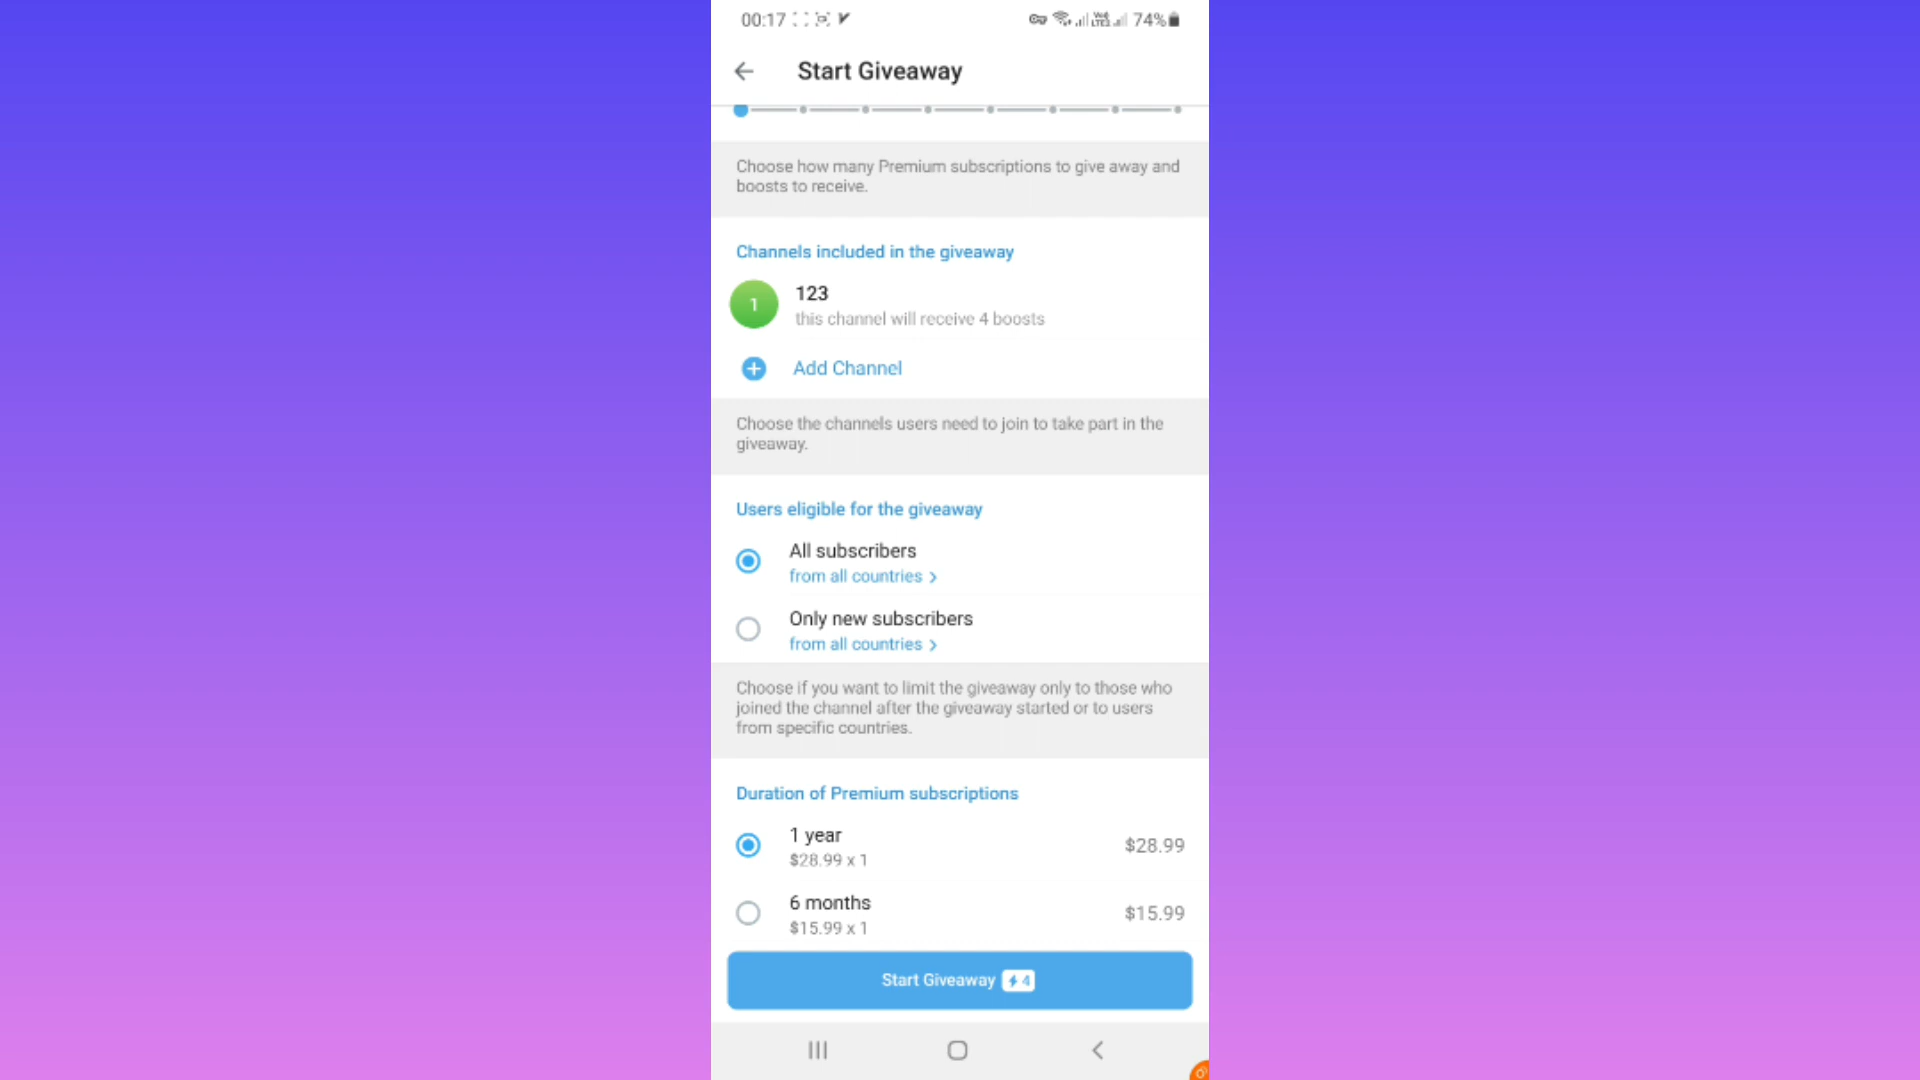 00:17 74%
Start Giveaway
Choose how many Premium subscriptions to give away and
boosts to receive.
Channels included in the giveaway
1
123
this channel will receive 4 boosts
Add Channel
Choose the channels users need to join to take part in the
giveaway.
Users eligible for the giveaway
All subscribers
from all countries >
Only new subscribers
from all countries >
Choose if you want to limit the giveaway only to those who
joined the channel after the giveaway started or to users
from specific countries.
Duration of Premium subscriptions
1 year
$28.99 x 1
$28.99
6 months
$15.99 x 1
$15.99
Start Giveaway 4